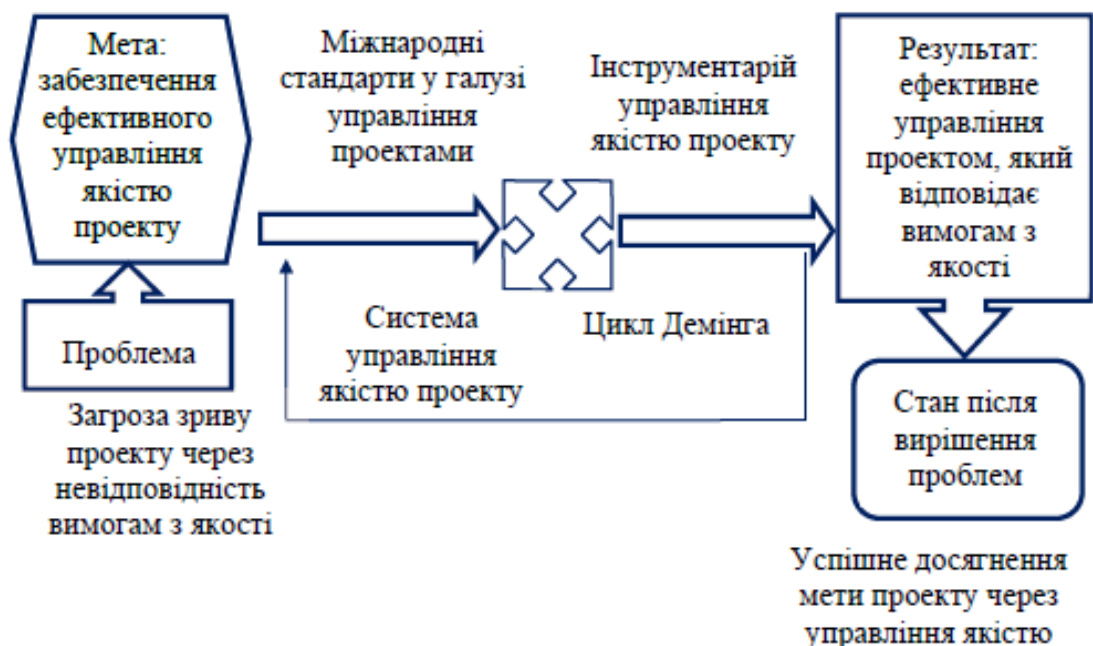 Мета:
забезпечення
ефективного
управління
якістю
проекту
Проблема
Загроза зриву
проекту через
невідповідність
вимогам з якості
Міжнародні
стандарти у галузі
управління
проектами
Система
управління
якістю проекту
Інструментарій
управління
якістю проекту
Цикл Демінга
Результат:
ефективне
управління
проектом, який
відповідає
вимогам з
якості
Стан після
вирішення
проблем
Успішне досягнення
мети проекту через
управління якістю